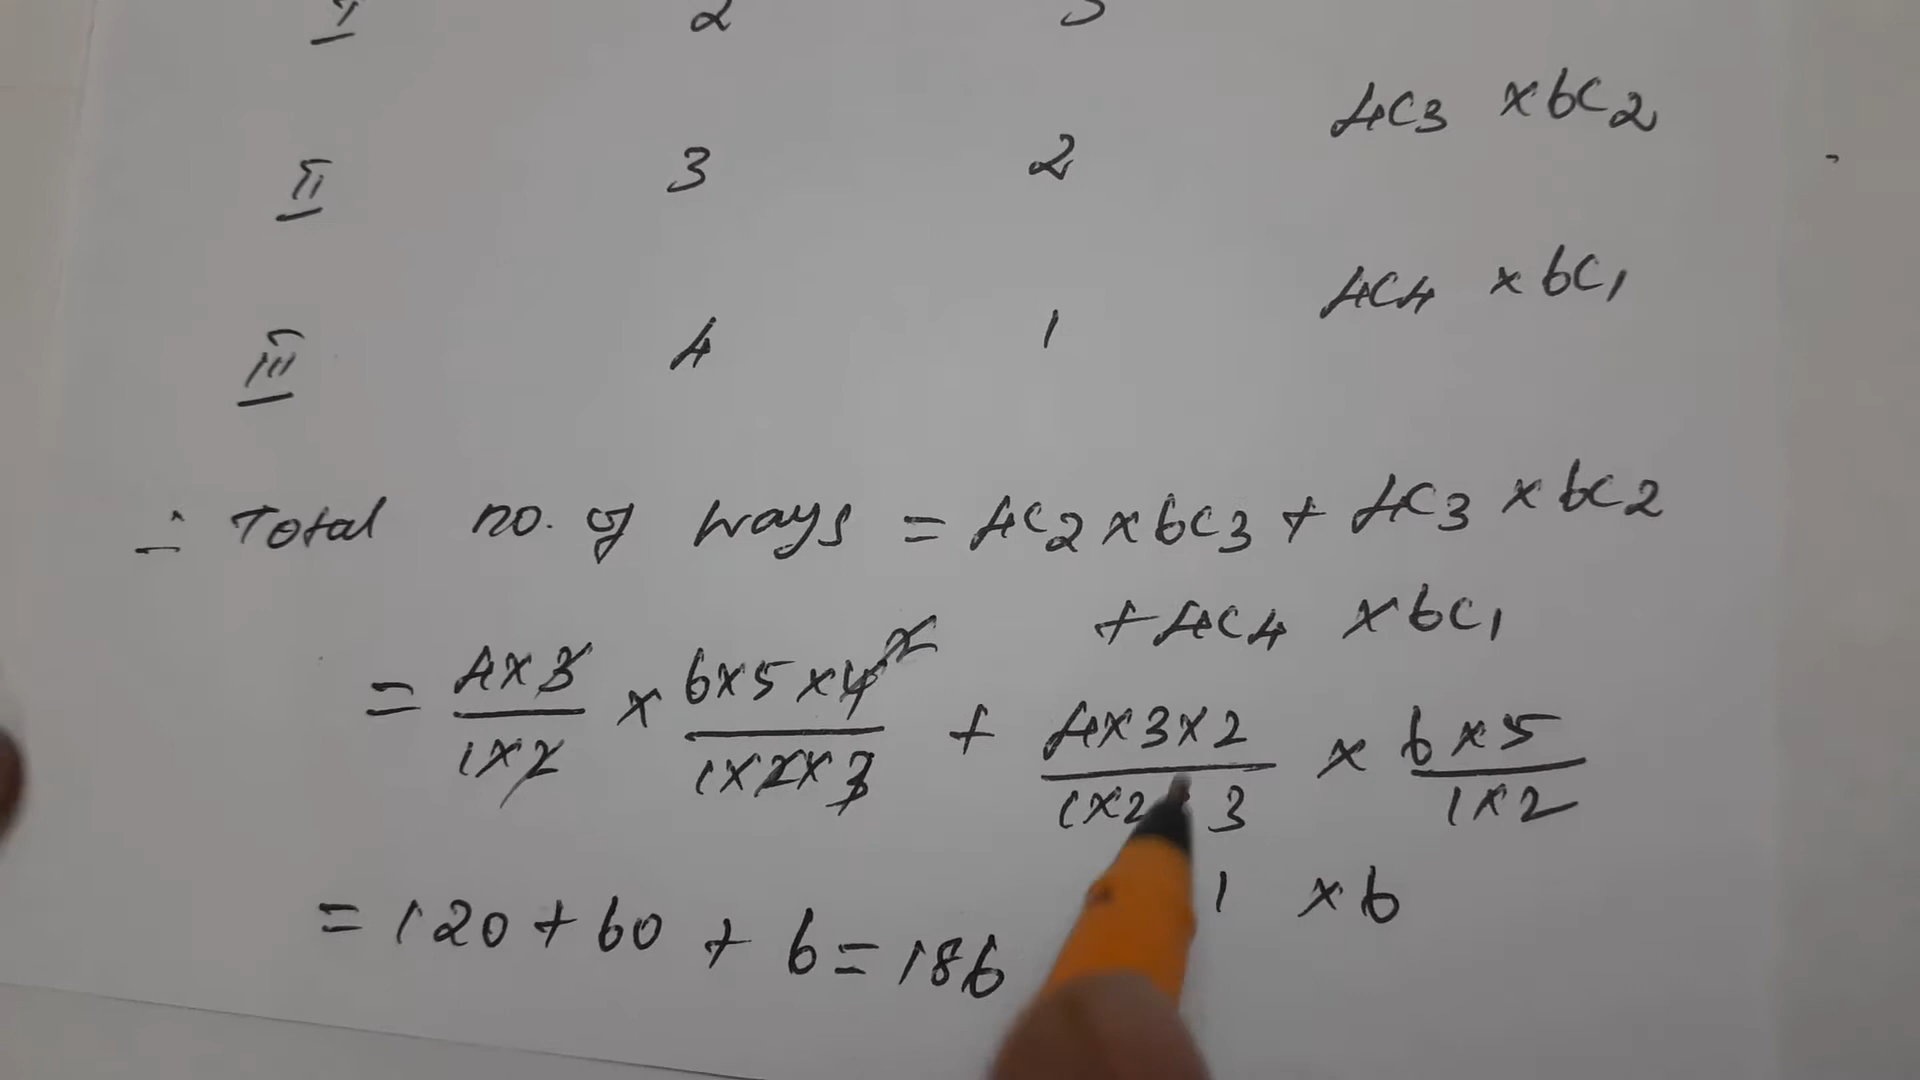 I 2 3
II 3 2 4C3 × 6C2
III 4 1 4C4 × 6C1
∴ Total no. of ways = 4C2 × 6C3 + 4C3 × 6C2
+ 4C4 × 6C1
= 4×3/1×2 × 6×5×4/1×2×3 2 + 4×3×2/1×2 3 × 6×5/1×2
1 × 6
= 120 + 60 + 6 = 186